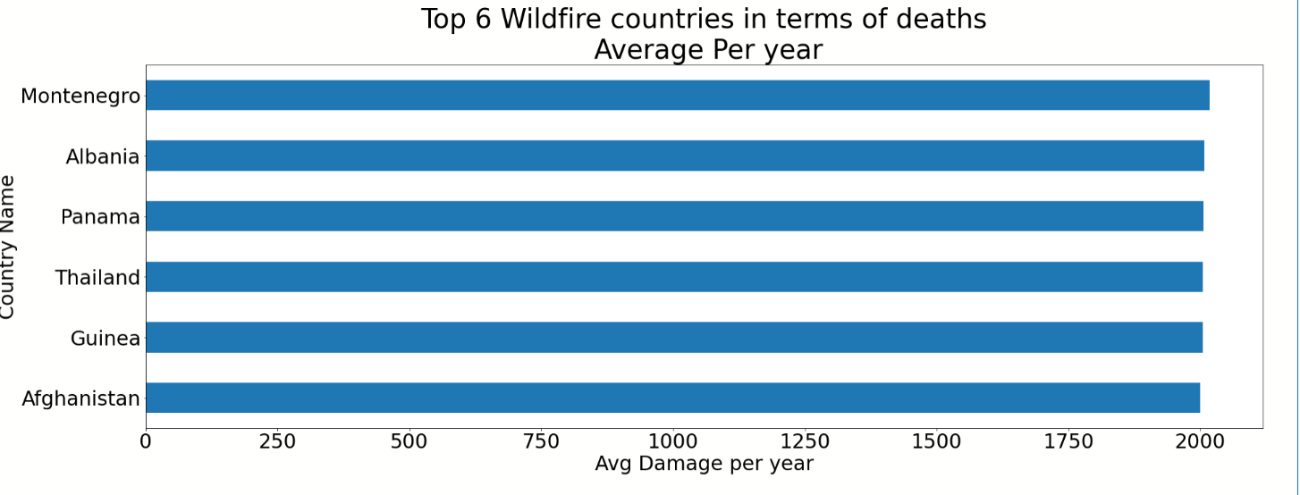 Top 6 Wildfire countries in terms of deaths
Average Per year
Country Name
Montenegro
Albania
Panama
Thailand
Guinea
Afghanistan
0 250 500 750 1000 1250 1500 1750 2000
Avg Damage per year